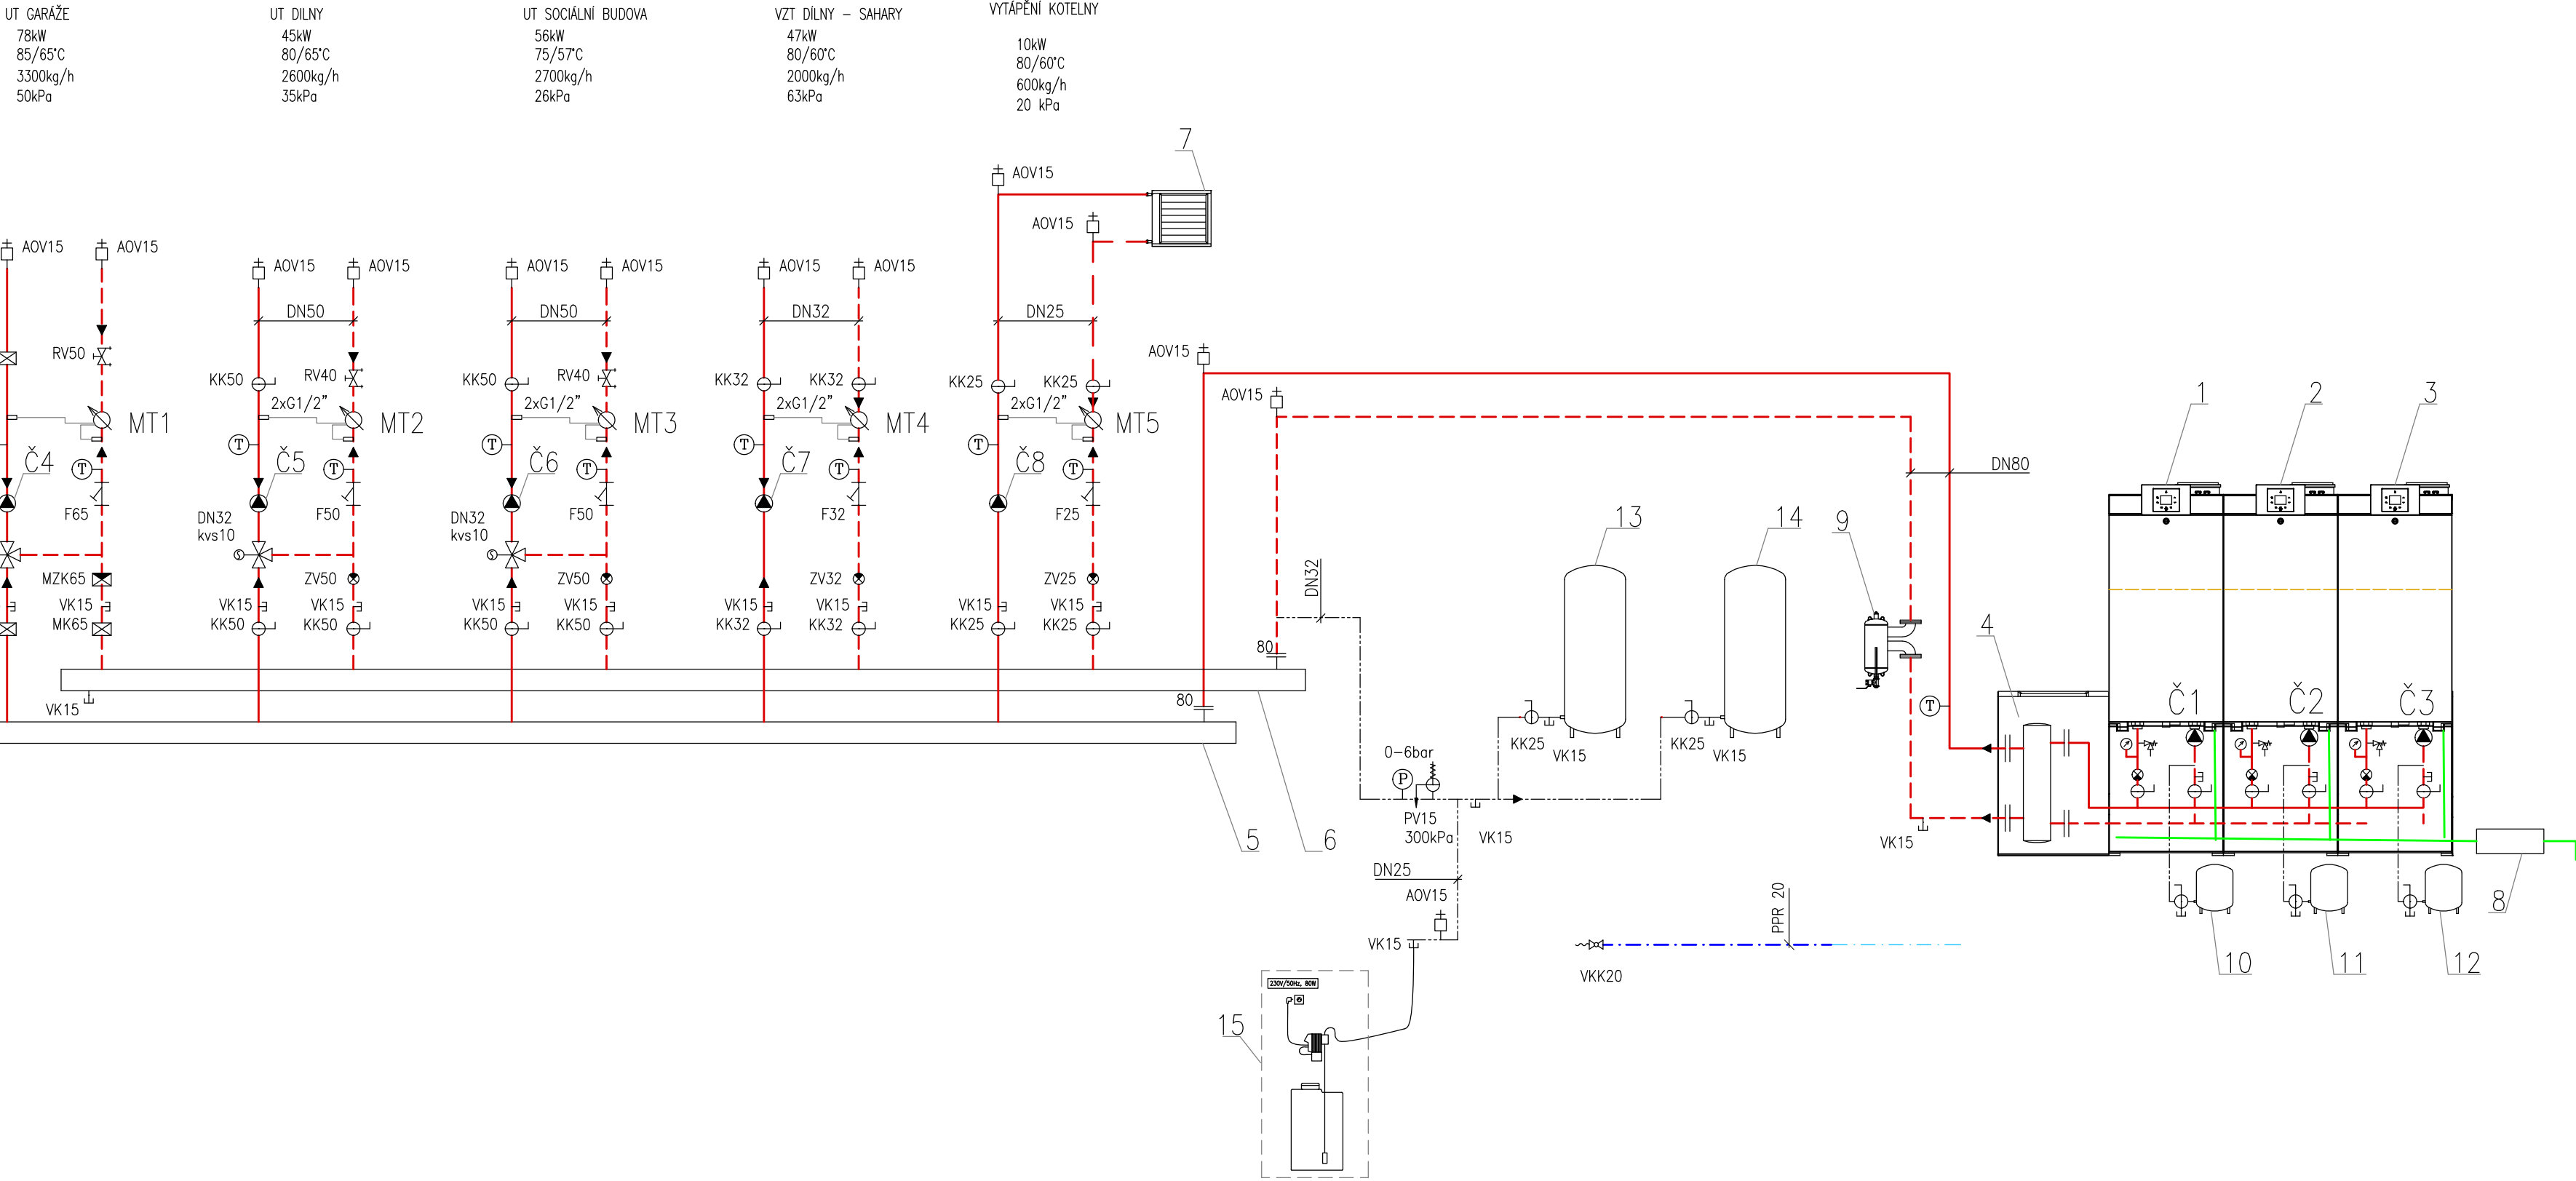 UT GARÁŽE
78kW
85/65°C
3300kg/h
50kPa
UT DILNY
45kW
80/65°C
2600kg/h
35kPa
UT SOCIÁLNÍ BUDOVA
56kW
75/57°C
2700kg/h
26kPa
VZT DÍLNY – SAHARY
47kW
80/60°C
2000kg/h
63kPa
VYTÁPĚNÍ KOTELNY
10kW
80/60°C
600kg/h
20 kPa
7
AOV15
AOV15
AOV15 AOV15
AOV15 AOV15
AOV15 AOV15
AOV15 AOV15
DN50
DN50
DN32
DN25
RV50
KK50
RV40
KK50
RV40
KK32
KK32
KK25
KK25
AOV15
AOV15
2xG1/2"
2xG1/2"
2xG1/2"
2xG1/2"
MT1
MT2
MT3
MT4
MT5
T
T
T
T
Č4
Č5
Č6
Č7
Č8
T
T
T
T
T
F65
F50
F50
F32
F25
DN32
kvs10
DN32
kvs10
MZK65
ZV50
ZV50
ZV32
ZV25
VK15
VK15
VK15
VK15
VK15
VK15
VK15
VK15
VK15
MK65
KK50
KK50
KK50
KK50
KK32
KK32
KK25
KK25
VK15
80
80
5
6
DN32
DN80
1
2
3
13
14
9
4
KK25
VK15
KK25
VK15
T
Č1
Č2
Č3
0-6bar
P
PV15
300kPa
VK15
VK15
DN25
AOV15
VK15
PPR 20
VKK20
10
11
12
8
15
230V/50Hz, 80W